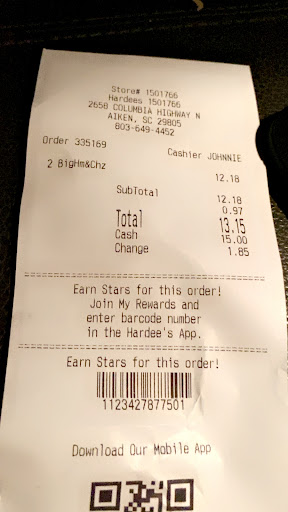 Store# 1501766
Hardees 1501766
2658 COLUMBIA HIGHWAY N
AIKEN, SC 29805
803-649-4452
Order 335169 Cashier JOHNNIE
2 BigHm&Chz 12.18
SubTotal 12.18
0.97
Total 13.15
Cash 15.00
Change 1.85
Earn Stars for this order!
Join My Rewards and
enter barcode number
in the Hardee's App.
Earn Stars for this order!
1123427877501
Download Our Mobile App